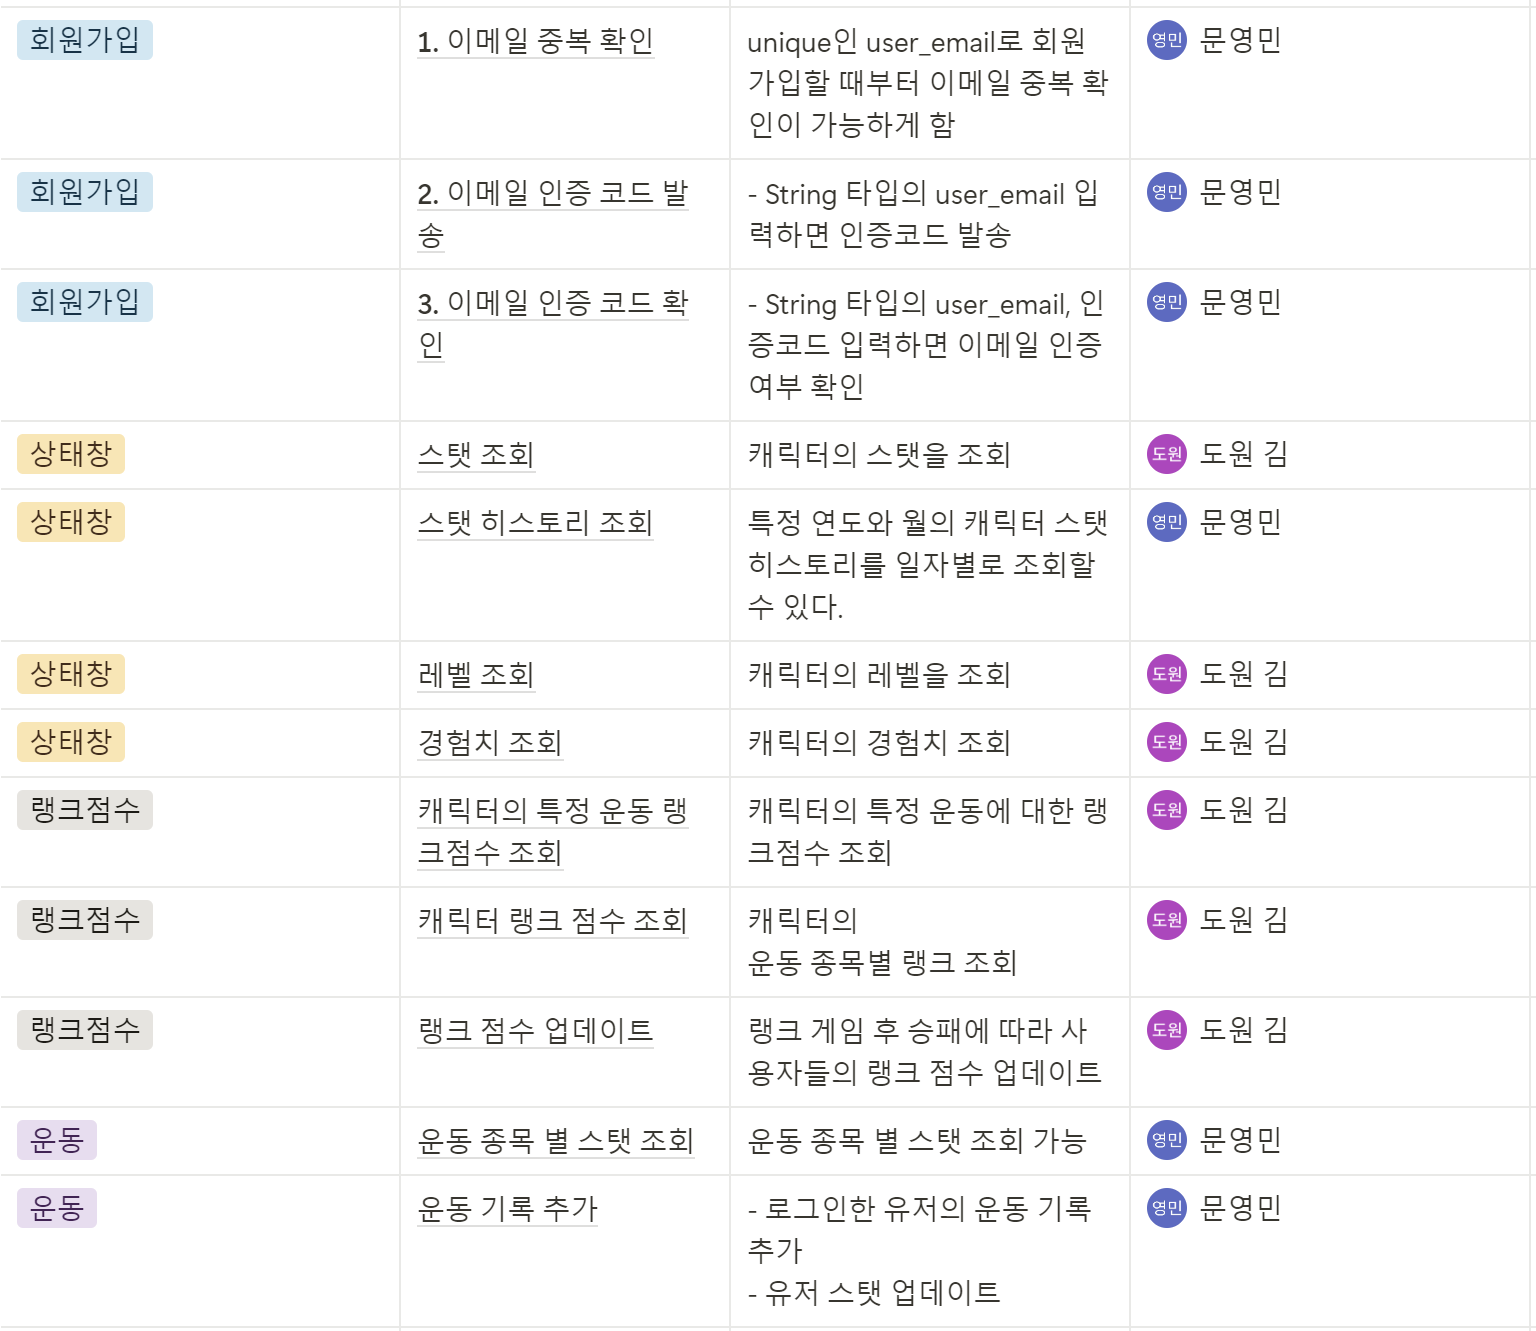 회원가입
1. 이메일 중복 확인
unique인 user_email로 회원
가입할 때부터 이메일 중복 확
인이 가능하게 함
영민 문영민
회원가입
2. 이메일 인증 코드 발
송
- String 타입의 user_email 입
력하면 인증코드 발송
영민 문영민
회원가입
3. 이메일 인증 코드 확
인
- String 타입의 user_email, 인
증코드 입력하면 이메일 인증
여부 확인
영민 문영민
상태창
스탯 조회
캐릭터의 스탯을 조회
도원 도원 김
상태창
스탯 히스토리 조회
특정 연도와 월의 캐릭터 스탯
히스토리를 일자별로 조회할
수 있다.
영민 문영민
상태창
레벨 조회
캐릭터의 레벨을 조회
도원 도원 김
상태창
경험치 조회
캐릭터의 경험치 조회
도원 도원 김
랭크점수
캐릭터의 특정 운동 랭
크점수 조회
캐릭터의 특정 운동에 대한 랭
크점수 조회
도원 도원 김
랭크점수
캐릭터 랭크 점수 조회
캐릭터의
운동 종목별 랭크 조회
도원 도원 김
랭크점수
랭크 점수 업데이트
랭크 게임 후 승패에 따라 사
용자들의 랭크 점수 업데이트
도원 도원 김
운동
운동 종목 별 스탯 조회
운동 종목 별 스탯 조회 가능
영민 문영민
운동
운동 기록 추가
- 로그인한 유저의 운동 기록
추가
- 유저 스탯 업데이트
영민 문영민